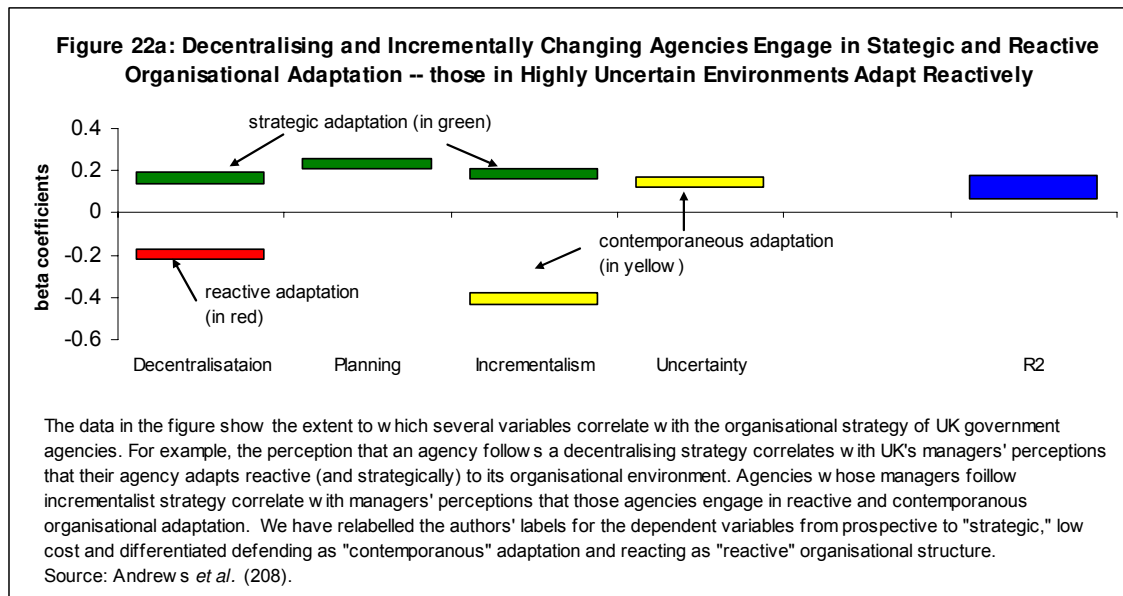 Figure 22a: Decentralising and Incrementally Changing Agencies Engage in Stategic and Reactive
Organisational Adaptation -- those in Highly Uncertain Environments Adapt Reactively
beta coefficients
0.4
0.2
0
-0.2
-0.4
-0.6
strategic adaptation (in green)
contemporaneous adaptation
(in yellow)
reactive adaptation
(in red)
Decentralisataion
Planning
Incrementalism
Uncertainty
R2
The data in the figure show the extent to which several variables correlate with the organisational strategy of UK government
agencies. For example, the perception that an agency follows a decentralising strategy correlates with UK's managers' perceptions
that their agency adapts reactive (and strategically) to its organisational environment. Agencies whose managers foillow
incrementalist strategy correlate with managers' perceptions that those agencies engage in reactive and contemporanous
organisational adaptation. We have relabelled the authors' labels for the dependent variables from prospective to "strategic," low
cost and differentiated defending as "contemporanous" adaptation and reacting as "reactive" organisational structure.
Source: Andrews et al. (208).